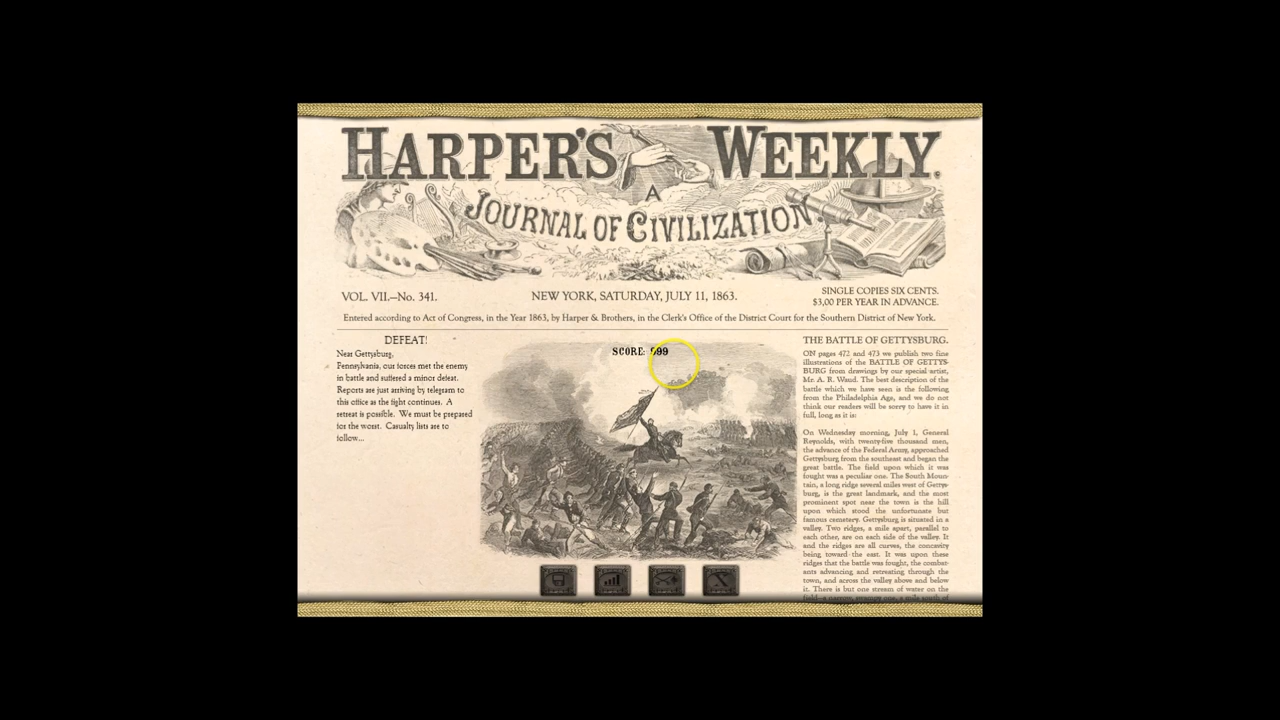 HARPER'S WEEKLY.
A
JOURNAL OF CIVILIZATION
VOL. VII.–No. 341.
NEW YORK, SATURDAY, JULY 11, 1863.
SINGLE COPIES SIX CENTS.
$3,00 PER YEAR IN ADVANCE.
Entered according to Act of Congress, in the Year 1863, by Harper & Brothers, in the Clerk's Office of the District Court for the Southern District of New York.
DEFEAT!
Near Gettysburg,
Pennsylvania, our forces met the enemy
in battle and suffered a minor defeat.
Reports are just arriving by telegram to
this office as the fight continues. A
retreat is possible. We must be prepared
for the worst. Casualty lists are to
follow...
SCORE: 999
THE BATTLE OF GETTYSBURG.
ON pages 472 and 473 we publish two fine
illustrations of the BATTLE OF GETTYS-
BURG from drawings by our special artist,
Mr. A. R. Waud. The best description of the
battle which we have seen is the following
from the Philadelphia Age, and we do not
think our readers will be sorry to have it in
full, long as it is:
On Wednesday morning, July 1, General
Reynolds, with twenty-five thousand men,
the advance of the Federal Army, approached
Gettysburg from the southeast and began the
great battle. The field upon which it was
fought was a peculiar one. The South Moun-
tain, a long ridge several miles west of Gettys-
burg, is the great landmark, and the most
prominent spot near the town is the hill
upon which stood the unfortunate but
famous cemetery. Gettysburg is situated in a
valley. Two ridges, a mile apart, parallel to
each other, are on each side of the valley. It
and the ridges are all curves, the concavity
being toward the east. It was upon these
ridges that the battle was fought, the combat-
ants advancing and retreating through the
town, and across the valley above and below
it. There is but one stream of water on the
field—a narrow, swampy one, a mile south of